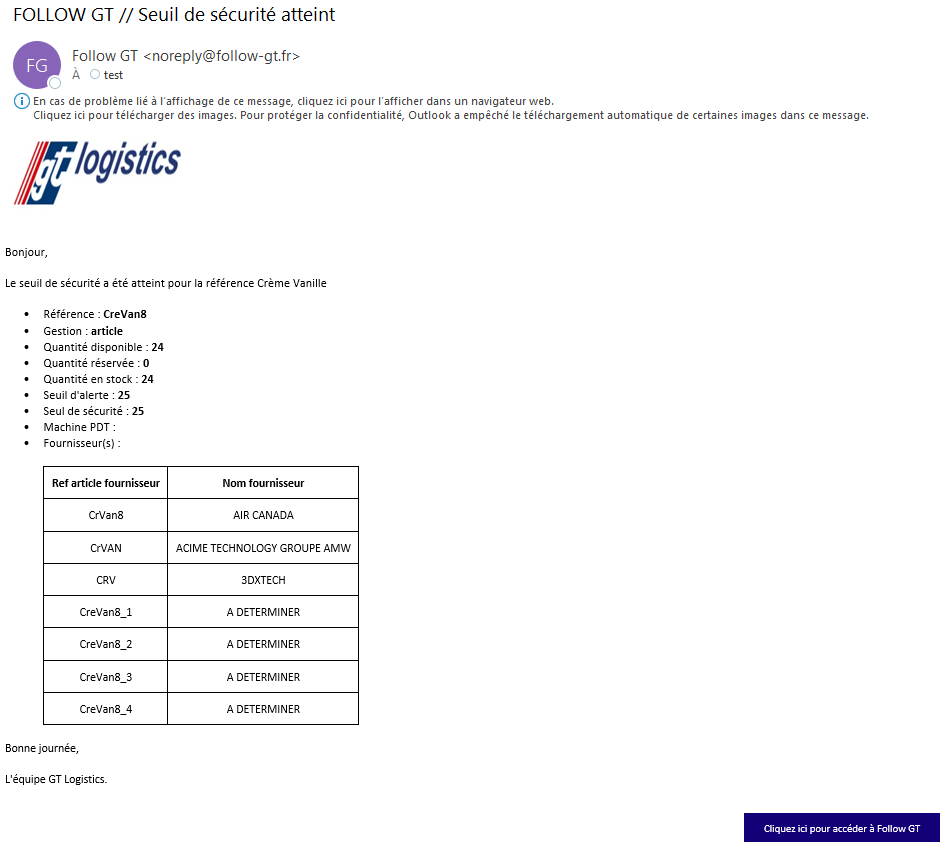 FOLLOW GT // Seuil de sécurité atteint
FG
Follow GT <noreply@follow-gt.fr>
À test
En cas de problème lié à l'affichage de ce message, cliquez ici pour l'afficher dans un navigateur web.
Cliquez ici pour télécharger des images. Pour protéger la confidentialité, Outlook a empêché le téléchargement automatique de certaines images dans ce message.
gt logistics
Bonjour,
Le seuil de sécurité a été atteint pour la référence Crème Vanille
• Référence : CreVan8
• Gestion : article
• Quantité disponible : 24
• Quantité réservée : 0
• Quantité en stock : 24
• Seuil d'alerte : 25
• Seul de sécurité : 25
• Machine PDT :
• Fournisseur(s) :
Ref article fournisseur Nom fournisseur
CrVan8 AIR CANADA
CrVAN ACIME TECHNOLOGY GROUPE AMW
CRV 3DXTECH
CreVan8_1 A DETERMINER
CreVan8_2 A DETERMINER
CreVan8_3 A DETERMINER
CreVan8_4 A DETERMINER
Bonne journée,
L'équipe GT Logistics.
Cliquez ici pour accéder à Follow GT